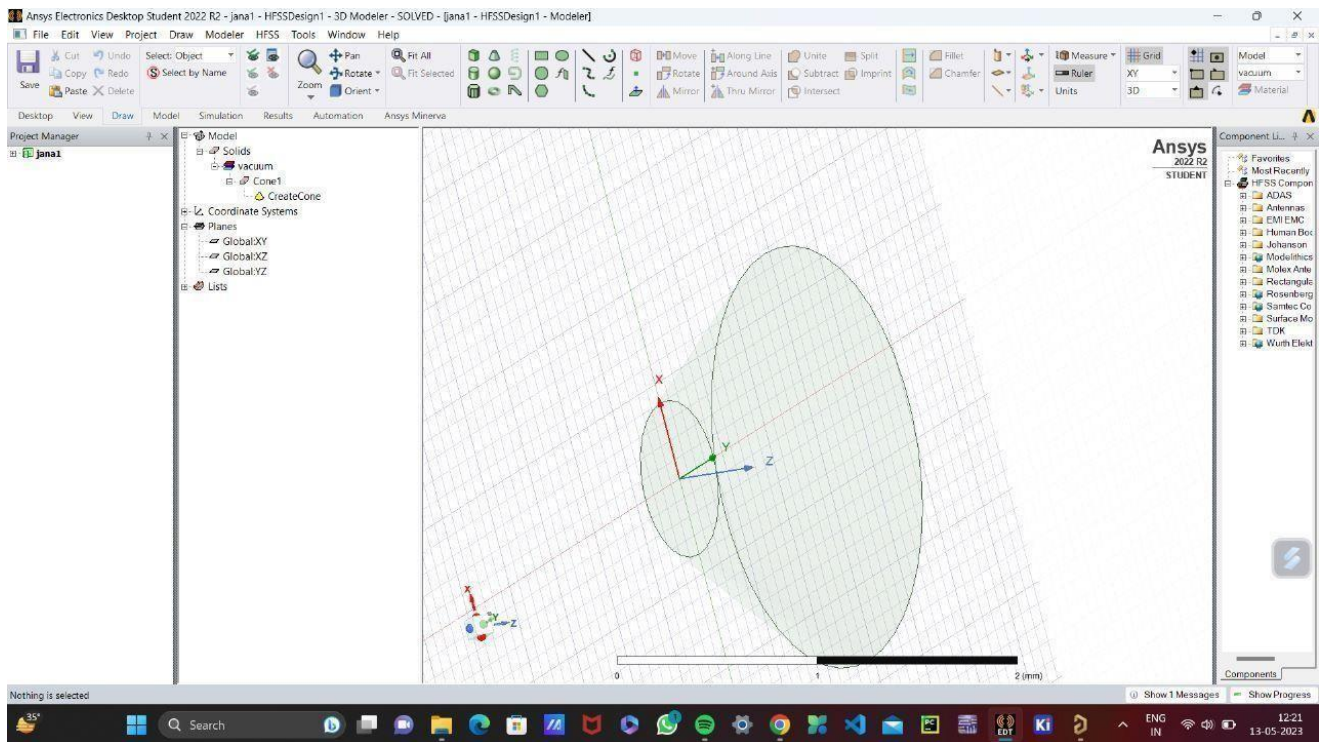 Ansys Electronics Desktop Student 2022 R2 - jana1 - HFSSDesign1 - 3D Modeler - SOLVED - [jana1 - HFSSDesign1 - Modeler]
File Edit View Project Draw Modeler HFSS Tools Window Help
Save
Cut Undo
Copy Redo
Paste Delete
Select: Object
Select by Name
Zoom
Pan
Rotate
Orient
Fit All
Fit Selected
Move Along Line Unite Split Fillet
Rotate Around Axis Subtract Imprint Chamfer
Mirror Thru Mirror Intersect
Measure
Ruler
Units
Grid
XY
3D
Model
vacuum
Material
Desktop View Draw Model Simulation Results Automation Ansys Minerva
Project Manager
jana1
Model
Solids
vacuum
Cone1
CreateCone
Coordinate Systems
Planes
Global:XY
Global:XZ
Global:YZ
Lists
Ansys
2022 R2
STUDENT
X
Y
Z
X
Y
Z
0 1 2 (mm)
Component Li...
Favorites
Most Recently
HFSS Compon
ADAS
Antennas
EMI EMC
Human Boc
Johanson
Modelithics
Molex Ante
Rectangula
Rosenberg
Samtec Co
Surface Mo
TDK
Wurth Elekt
Components
Nothing is selected
Show 1 Messages Show Progress
35°
Search
EDT
Ki
ENG
IN
12:21
13-05-2023